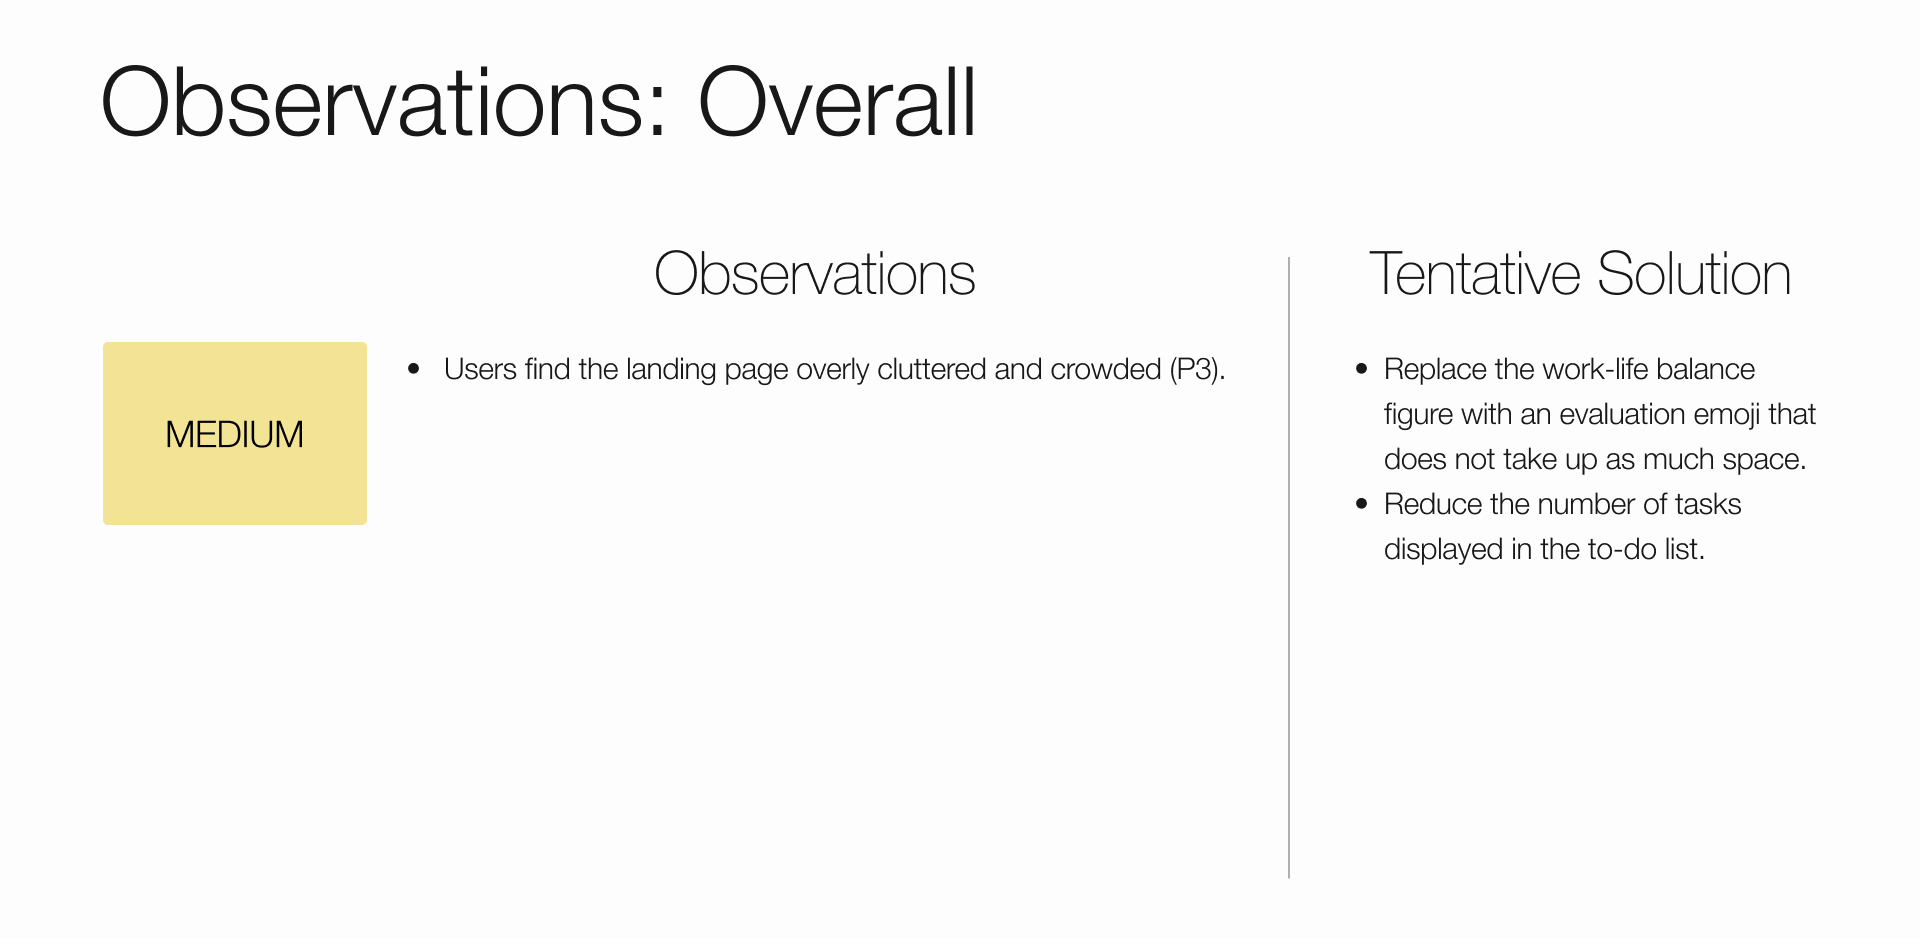 Observations: Overall
Observations
MEDIUM
• Users find the landing page overly cluttered and crowded (P3).
Tentative Solution
• Replace the work-life balance
figure with an evaluation emoji that
does not take up as much space.
• Reduce the number of tasks
displayed in the to-do list.